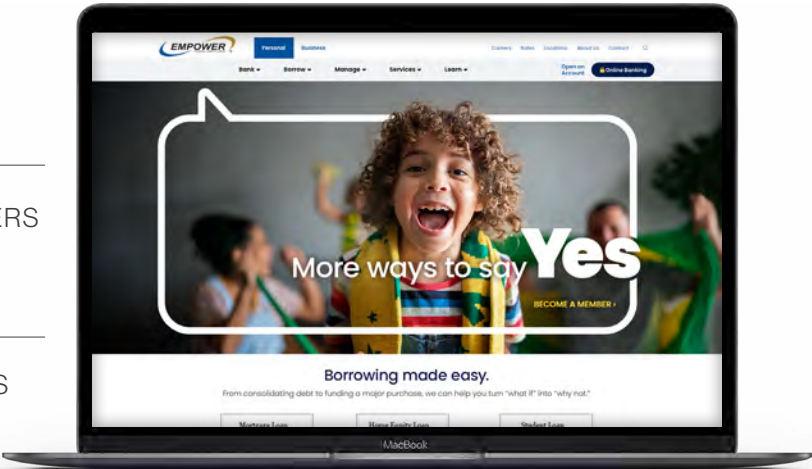 EMPOWER
Personal Business
Careers Rates Locations About Us Contact
Bank Borrow Manage Services Learn
Open an
Account
Online Banking
ERS
S
More ways to say Yes
BECOME A MEMBER ›
Borrowing made easy.
From consolidating debt to funding a major purchase, we can help you turn "what if" into "why not."
Mortgage Loan Home Equity Loan Student Loan
MacBook